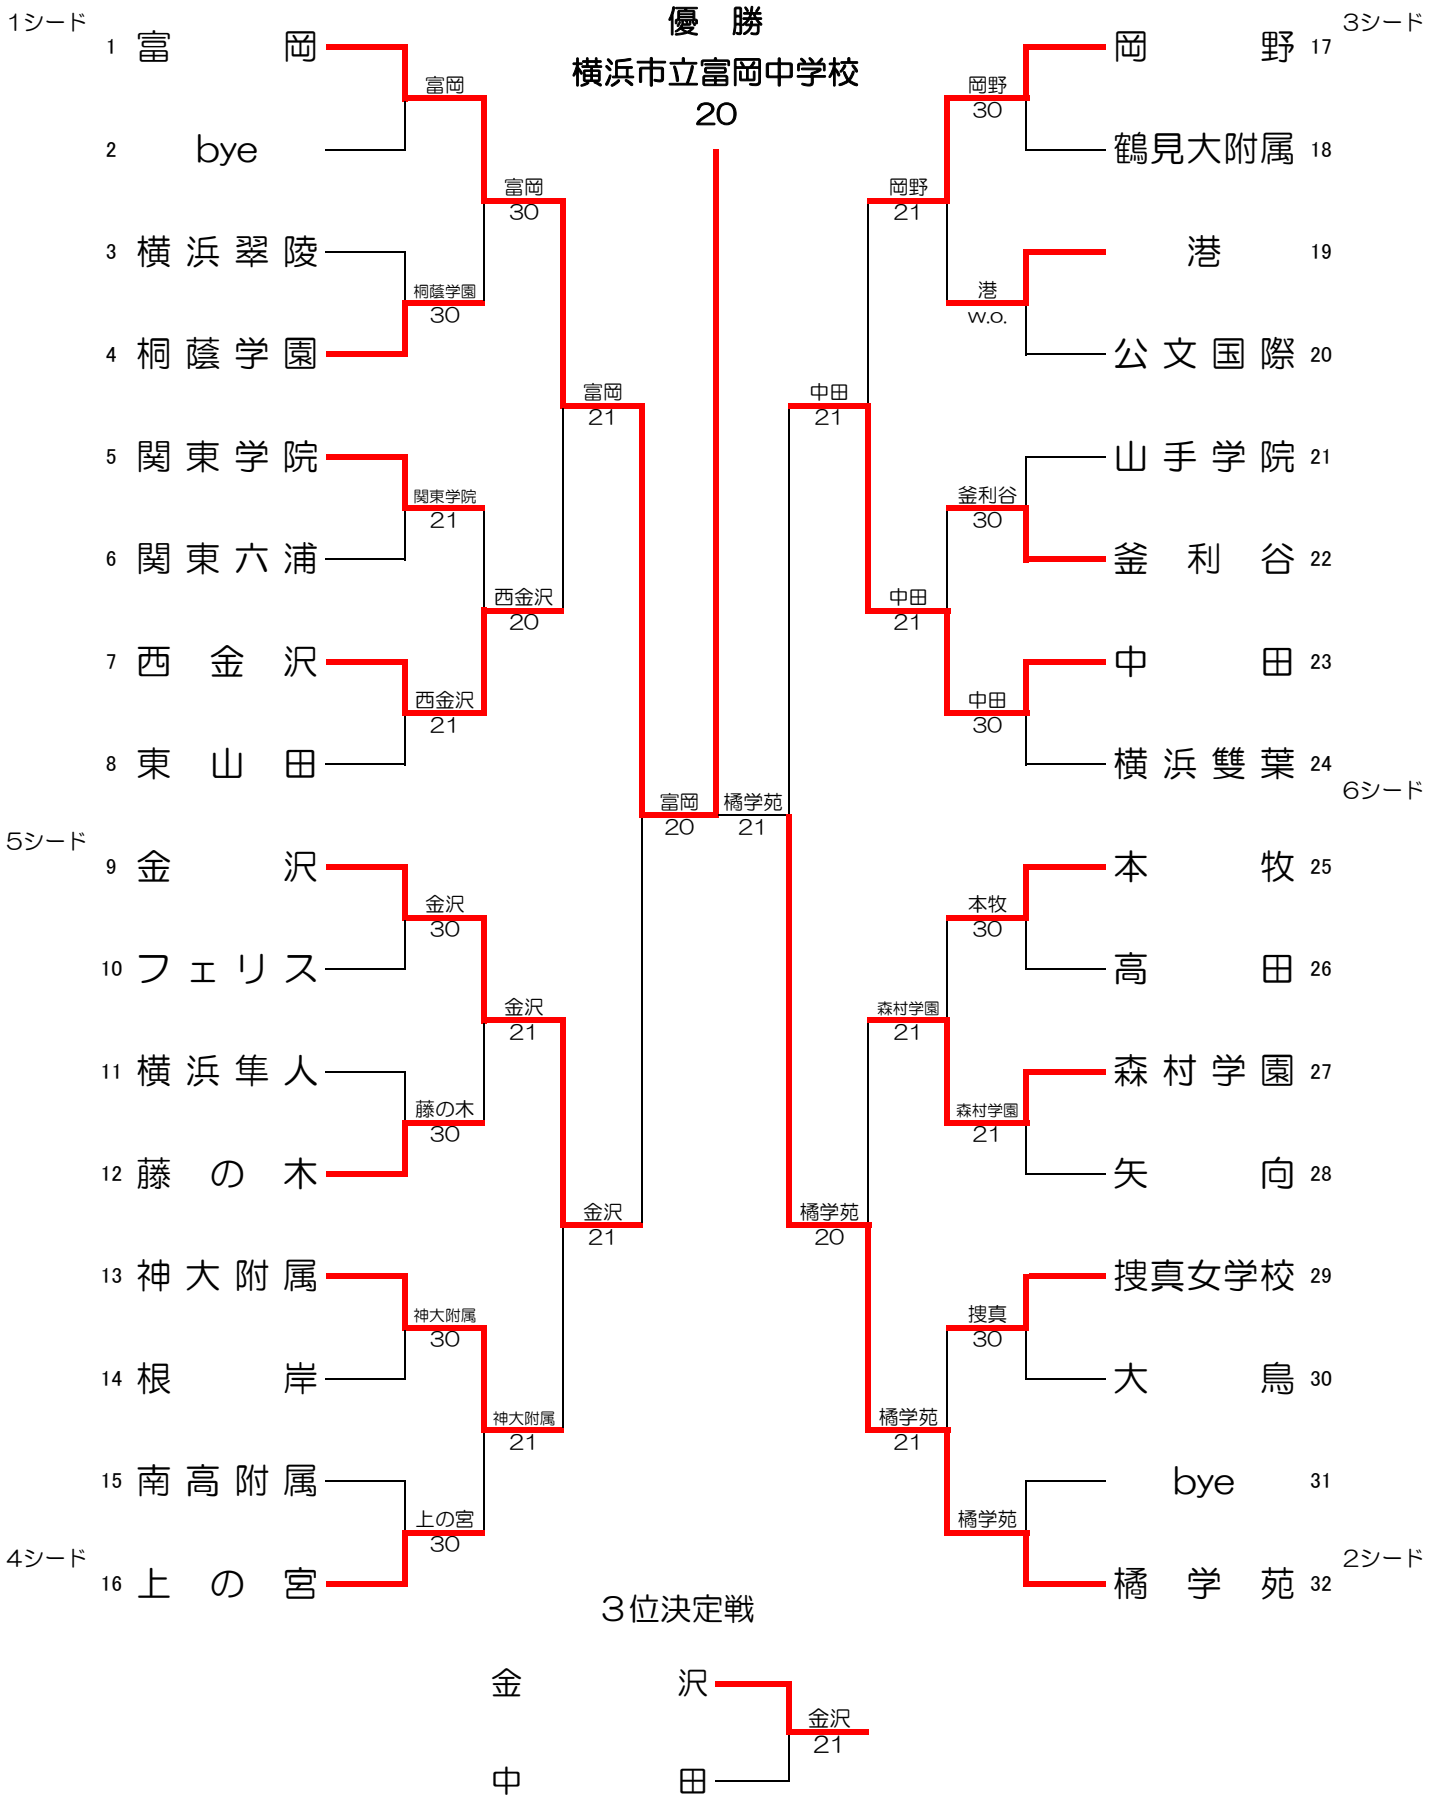 優 勝
横浜市立富岡中学校
20
1シード
1 富岡
2 bye
3 横浜翠陵
4 桐蔭学園
5 関東学院
6 関東六浦
7 西金沢
8 東山田
5シード
9 金沢
10 フェリス
11 横浜隼人
12 藤の木
13 神大附属
14 根岸
15 南高附属
4シード
16 上の宮
富岡
桐蔭学園
30
関東学院
21
西金沢
21
金沢
30
藤の木
30
神大附属
30
上の宮
30
富岡
30
西金沢
20
金沢
21
神大附属
21
富岡
21
金沢
21
富岡
20
橘学苑
21
中田
21
橘学苑
20
岡野
21
中田
21
森村学園
21
橘学苑
21
岡野
30
港
w.o.
釜利谷
30
中田
30
本牧
30
森村学園
21
捜真
30
橘学苑
3シード
岡野 17
鶴見大附属 18
港 19
公文国際 20
山手学院 21
釜利谷 22
中田 23
横浜雙葉 24
6シード
本牧 25
高田 26
森村学園 27
矢向 28
捜真女学校 29
大鳥 30
bye 31
2シード
橘学苑 32
3位決定戦
金沢
中田
金沢
21